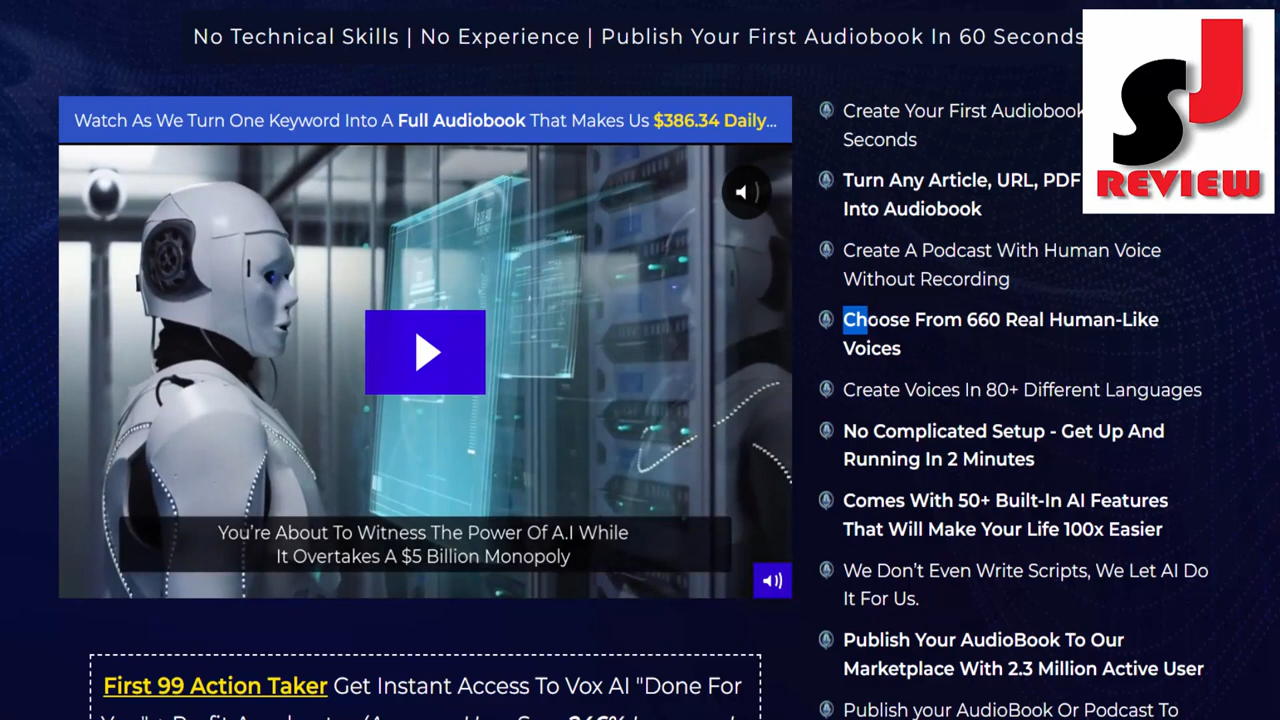 No Technical Skills | No Experience | Publish Your First Audiobook In 60 Seconds
SJ
REVIEW
Watch As We Turn One Keyword Into A Full Audiobook That Makes Us $386.34 Daily...
You're About To Witness The Power Of A.I While
It Overtakes A $5 Billion Monopoly
First 99 Action Taker Get Instant Access To Vox AI "Done For
Create Your First Audiobook
Seconds
Turn Any Article, URL, PDF
Into Audiobook
Create A Podcast With Human Voice
Without Recording
Choose From 660 Real Human-Like
Voices
Create Voices In 80+ Different Languages
No Complicated Setup - Get Up And
Running In 2 Minutes
Comes With 50+ Built-In AI Features
That Will Make Your Life 100x Easier
We Don't Even Write Scripts, We Let AI Do
It For Us.
Publish Your AudioBook To Our
Marketplace With 2.3 Million Active User
Publish your AudioBook Or Podcast To